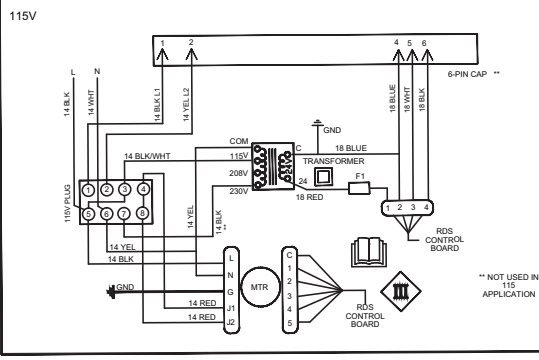 115V
1 2 4 5 6
6-PIN CAP **
L N
14 BLK
14 WHT
14 BLK L1
14 YEL L2
18 BLUE
18 WHT
18 BLK
GND
COM
C
18 BLUE
14 BLK/WHT
115V
24V
TRANSFORMER
208V
230V
24
F1
18 RED
115V PLUG
1 2 3 4
5 6 7 8
14 YEL
14 BLK
‡
1 2 3 4
RDS
CONTROL
BOARD
14 YEL
14 BLK
GND
14 RED
14 RED
L
N
G
J1
J2
MTR
C
1
2
3
4
5
RDS
CONTROL
BOARD
** NOT USED IN
115
APPLICATION